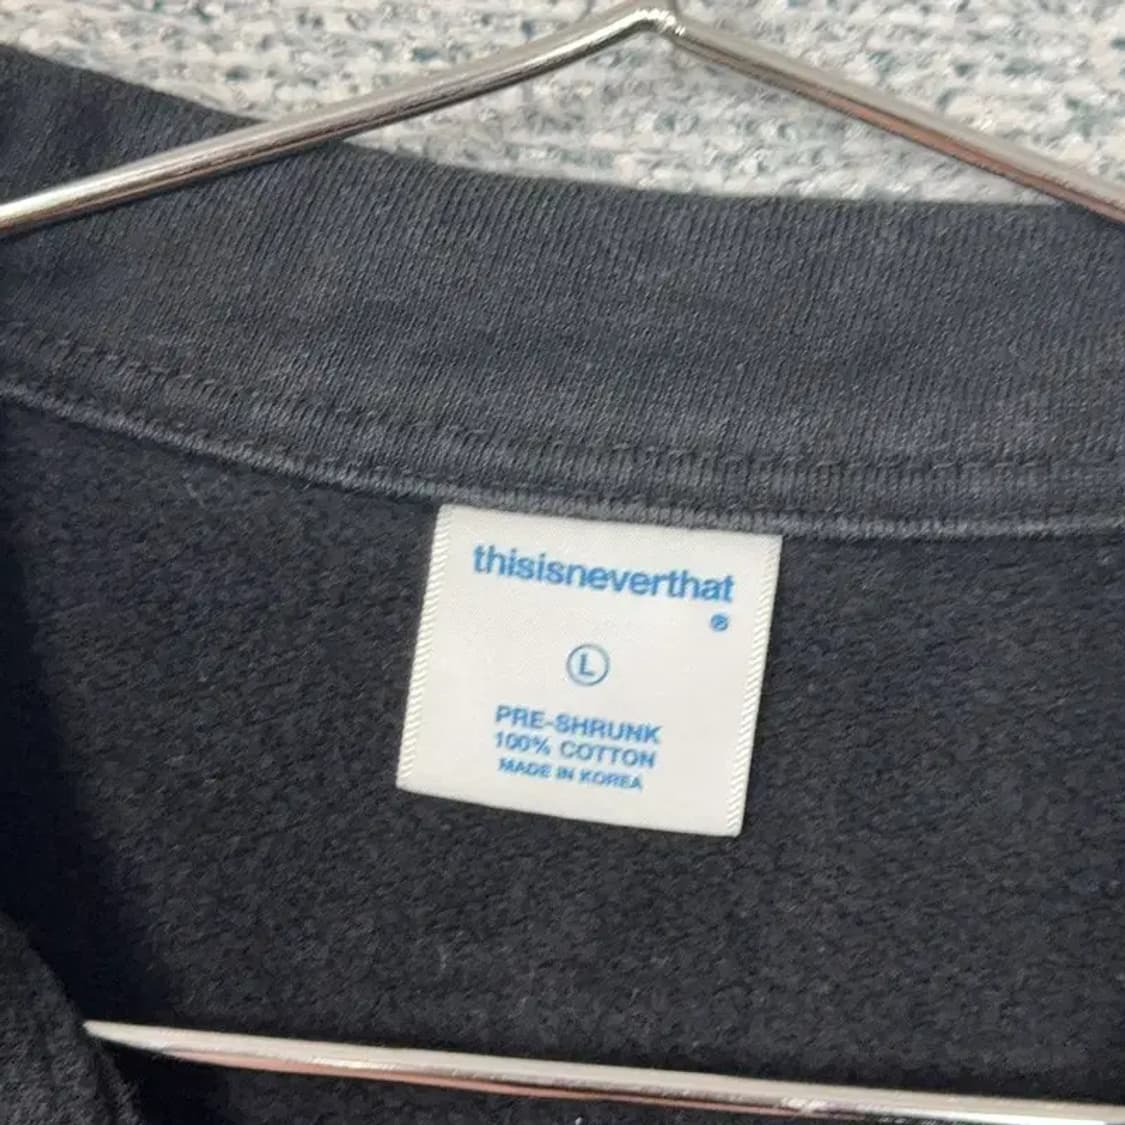 thisisneverthat
®
L
PRE-SHRUNK
100% COTTON
MADE IN KOREA